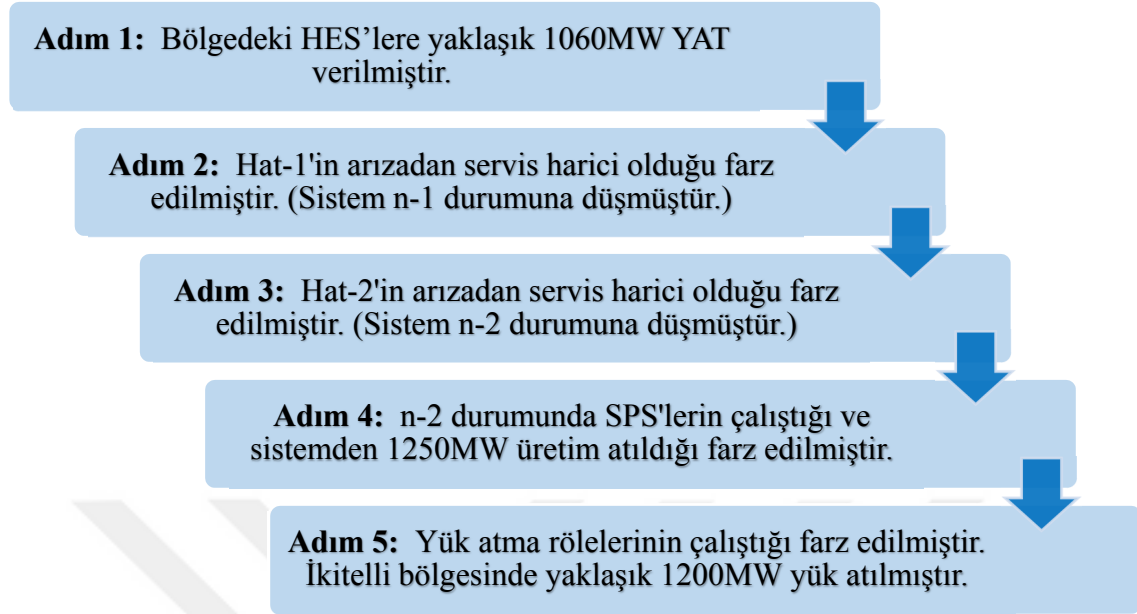 Adım 1: Bölgedeki HES’lere yaklaşık 1060MW YAT
verilmiştir.
Adım 2: Hat-1'in arızadan servis harici olduğu farz
edilmiştir. (Sistem n-1 durumuna düşmüştür.)
Adım 3: Hat-2'in arızadan servis harici olduğu farz
edilmiştir. (Sistem n-2 durumuna düşmüştür.)
Adım 4: n-2 durumunda SPS'lerin çalıştığı ve
sistemden 1250MW üretim atıldığı farz edilmiştir.
Adım 5: Yük atma rölelerinin çalıştığı farz edilmiştir.
İkitelli bölgesinde yaklaşık 1200MW yük atılmıştır.